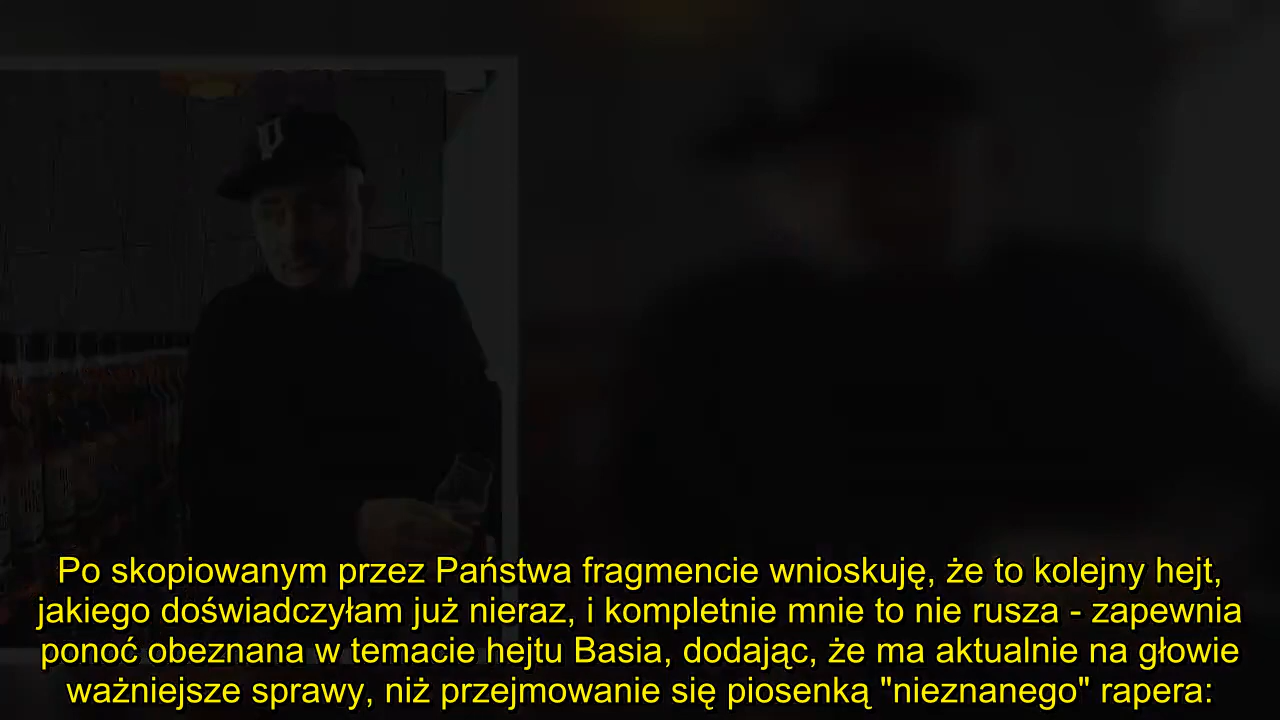 Po skopiowanym przez Państwa fragmencie wnioskuję, że to kolejny hejt,
jakiego doświadczyłam już nieraz, i kompletnie mnie to nie rusza - zapewnia
ponoć obeznana w temacie hejtu Basia, dodając, że ma aktualnie na głowie
ważniejsze sprawy, niż przejmowanie się piosenką "nieznanego" rapera: